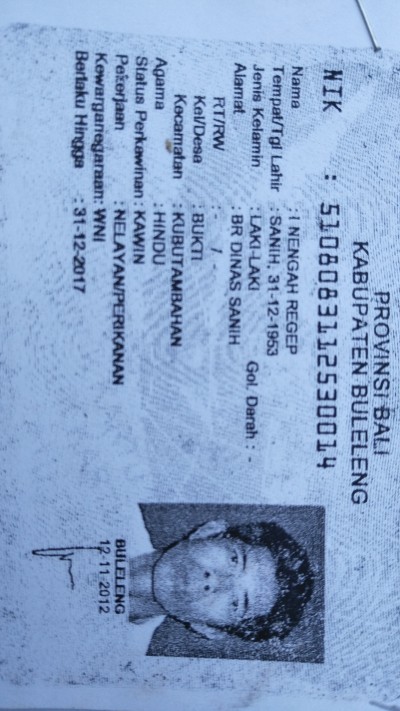 PROVINSI BALI
KABUPATEN BULELENG
NIK : 5108083112530014
Nama : I NENGAH REGEP
Tempat/Tgl Lahir : SANIH, 31-12-1953
Jenis Kelamin : LAKI-LAKI Gol. Darah : -
Alamat : BR DINAS SANIH
RT/RW : - / -
Kel/Desa : BUKTI
Kecamatan : KUBUTAMBAHAN
Agama : HINDU
Status Perkawinan : KAWIN
Pekerjaan : NELAYAN/PERIKANAN
Kewarganegaraan: WNI
Berlaku Hingga : 31-12-2017
BULELENG
12-11-2012